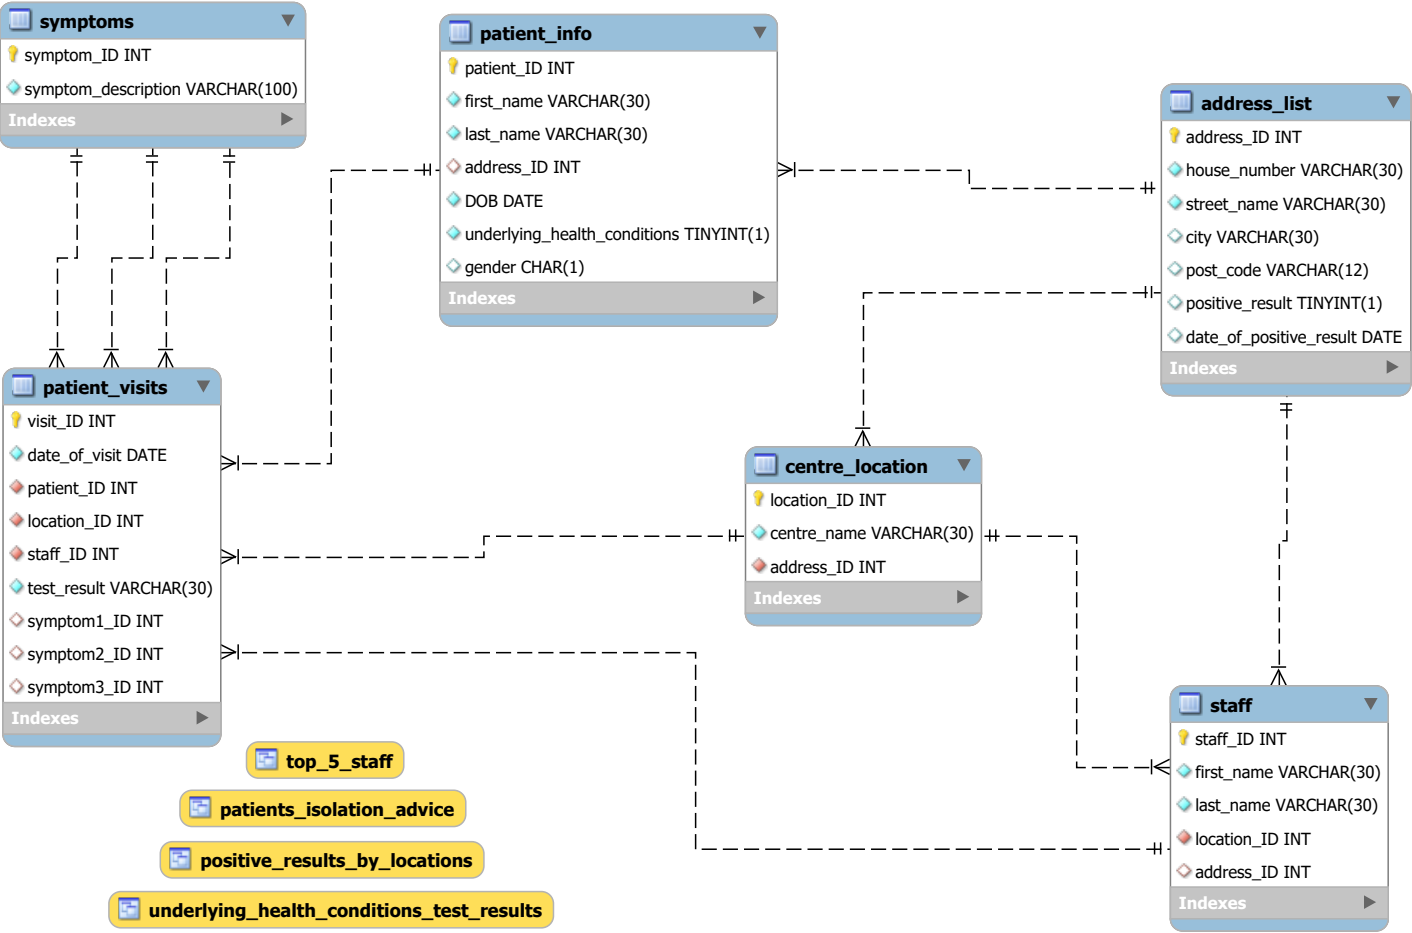 symptoms
symptom_ID INT
symptom_description VARCHAR(100)
Indexes
patient_info
patient_ID INT
first_name VARCHAR(30)
last_name VARCHAR(30)
address_ID INT
DOB DATE
underlying_health_conditions TINYINT(1)
gender CHAR(1)
Indexes
address_list
address_ID INT
house_number VARCHAR(30)
street_name VARCHAR(30)
city VARCHAR(30)
post_code VARCHAR(12)
positive_result TINYINT(1)
date_of_positive_result DATE
Indexes
patient_visits
visit_ID INT
date_of_visit DATE
patient_ID INT
location_ID INT
staff_ID INT
test_result VARCHAR(30)
symptom1_ID INT
symptom2_ID INT
symptom3_ID INT
Indexes
centre_location
location_ID INT
centre_name VARCHAR(30)
address_ID INT
Indexes
staff
staff_ID INT
first_name VARCHAR(30)
last_name VARCHAR(30)
location_ID INT
address_ID INT
Indexes
top_5_staff
patients_isolation_advice
positive_results_by_locations
underlying_health_conditions_test_results